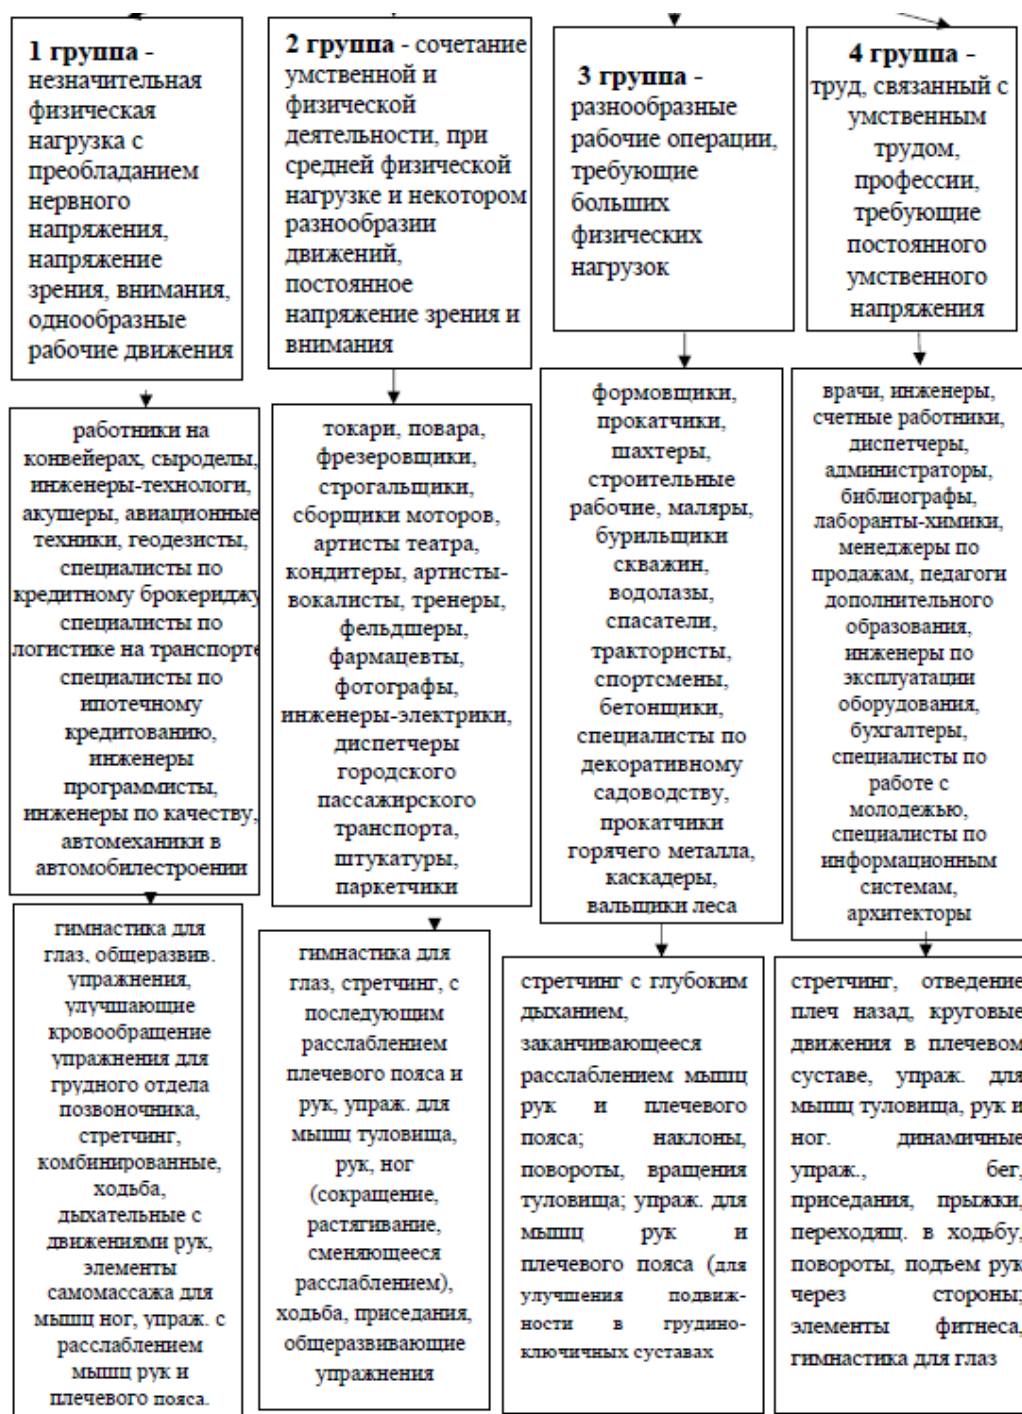 1 группа -
незначительная
физическая
нагрузка с
преобладанием
нервного
напряжения,
напряжение
зрения, внимания,
однообразные
рабочие движения
работники на
конвейерах, сыроделы,
инженеры-технологи,
акушеры, авиационные
техники, геодезисты,
специалисты по
кредитному брокериджу
специалисты по
логистике на транспорте
специалисты по
ипотечному
кредитованию,
инженеры
программисты,
инженеры по качеству,
автомеханики в
автомобилестроении
гимнастика для
глаз, общеразвив.
упражнения,
улучшающие
кровообращение
упражнения для
грудного отдела
позвоночника,
стретчинг,
комбинированные,
ходьба,
дыхательные с
движениями рук,
элементы
самомассажа для
мышц ног, упраж. с
расслаблением
мышц рук и
плечевого пояса.
2 группа - сочетание
умственной и
физической
деятельности, при
средней физической
нагрузке и некотором
разнообразии
движений,
постоянное
напряжение зрения и
внимания
токари, повара,
фрезеровщики,
строгальщики,
сборщики моторов,
артисты театра,
кондитеры, артисты-
вокалисты, тренеры,
фельдшеры,
фармацевты,
фотографы,
инженеры-электрики,
диспетчеры
городского
пассажирского
транспорта,
штукатуры,
паркетчики
гимнастика для
глаз, стретчинг, с
последующим
расслаблением
плечевого пояса и
рук, упраж. для
мышц туловища,
рук, ног
(сокращение,
растягивание,
сменяющееся
расслаблением),
ходьба, приседания,
общеразвивающие
упражнения
3 группа -
разнообразные
рабочие операции,
требующие
больших
физических
нагрузок
формовщики,
прокатчики,
шахтеры,
строительные
рабочие, маляры,
бурильщики
скважин,
водолазы,
спасатели,
трактористы,
спортсмены,
бетонщики,
специалисты по
декоративному
садоводству,
прокатчики
горячего металла,
каскадеры,
вальщики леса
стретчинг с глубоким
дыханием,
заканчивающееся
расслаблением мышц
рук и плечевого
пояса; наклоны,
повороты, вращения
туловища; упраж. для
мышц рук и
плечевого пояса (для
улучшения подвиж-
ности в грудино-
ключичных суставах
4 группа -
труд, связанный с
умственным
трудом,
профессии,
требующие
постоянного
умственного
напряжения
врачи, инженеры,
счетные работники,
диспетчеры,
администраторы,
библиографы,
лаборанты-химики,
менеджеры по
продажам, педагоги
дополнительного
образования,
инженеры по
эксплуатации
оборудования,
бухгалтеры,
специалисты по
работе с
молодежью,
специалисты по
информационным
системам,
архитекторы
стретчинг, отведение
плеч назад, круговые
движения в плечевом
суставе, упраж. для
мышц туловища, рук и
ног. динамичные
упраж., бег,
приседания, прыжки,
переходящ. в ходьбу,
повороты, подъем рук
через стороны;
элементы фитнеса,
гимнастика для глаз